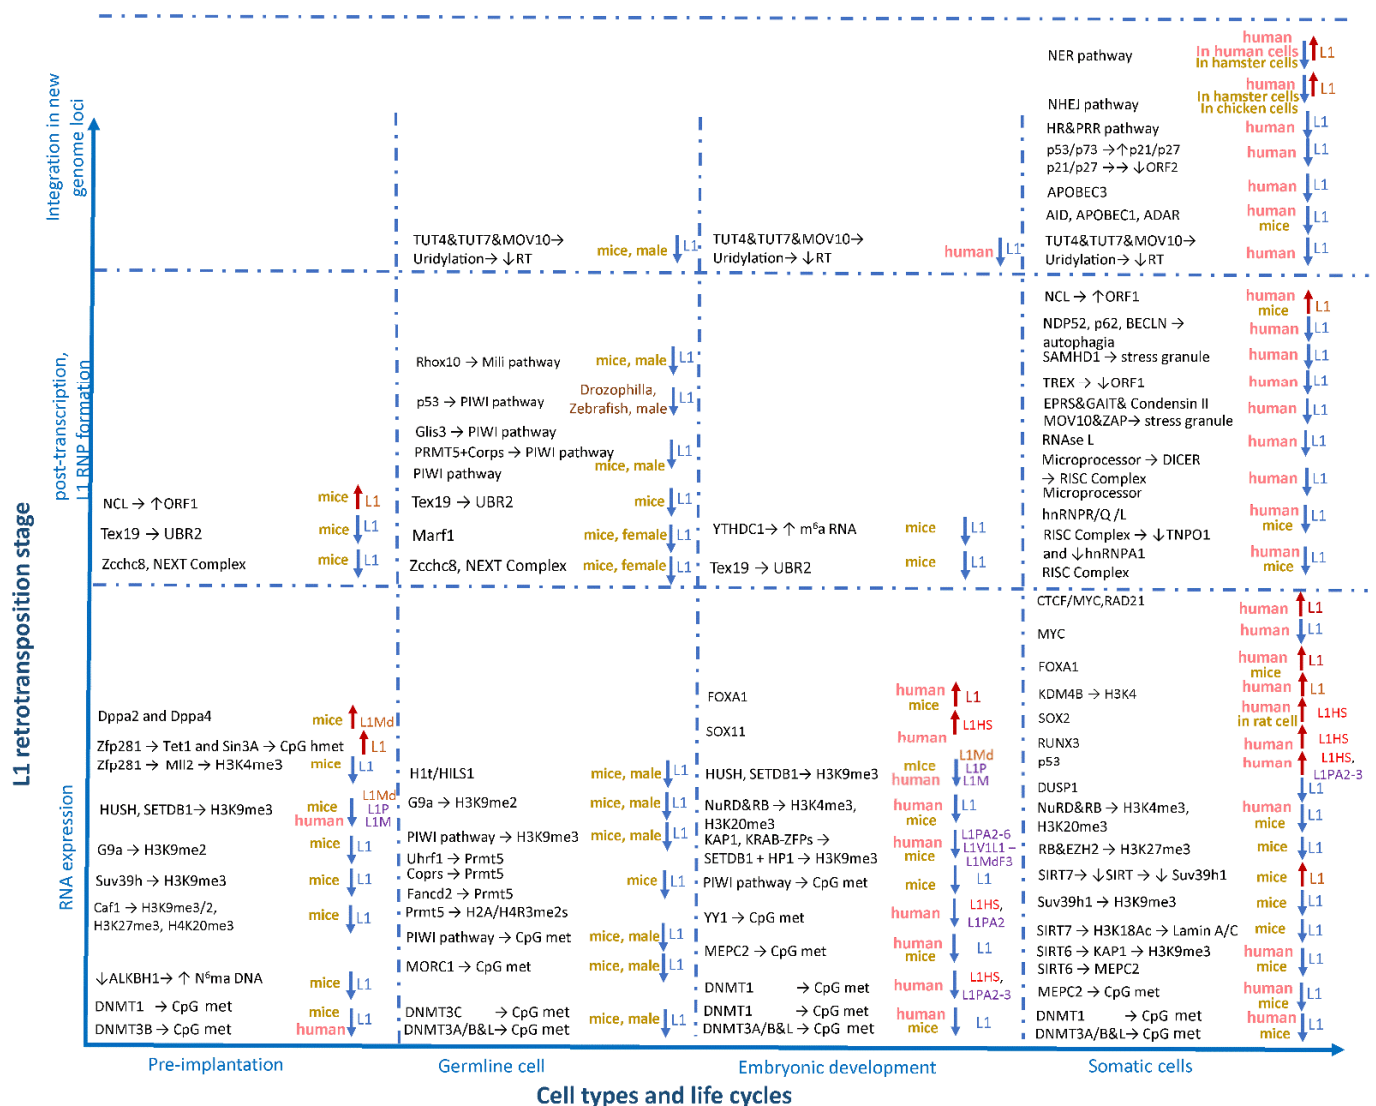 human
In human cells
In hamster cells
NER pathway
L1
human
In hamster cells
In chicken cells
NHEJ pathway
L1
HR&PRR pathway
human
L1
p53/p73 →↑p21/p27
p21/p27 →→ ↓ORF2
human
L1
APOBEC3
human
L1
AID, APOBEC1, ADAR
human
mice
L1
TUT4&TUT7&MOV10→
Uridylation→ ↓RT
mice, male
L1
TUT4&TUT7&MOV10→
Uridylation→ ↓RT
human
L1
TUT4&TUT7&MOV10→
Uridylation→ ↓RT
human
L1
Integration in new
genome loci
post-transcription,
L1 RNP formation
RNA expression
L1 retrotransposition stage
NCL → ↑ORF1
mice
L1
Tex19 → UBR2
mice
L1
Zcchc8, NEXT Complex
mice
L1
Rhox10 → Mili pathway
mice, male
L1
p53 → PIWI pathway
Drozophilla,
Zebrafish, male
L1
Glis3 → PIWI pathway
PRMT5+Corps → PIWI pathway
PIWI pathway
mice, male
L1
Tex19 → UBR2
mice
L1
Marf1
mice, female
L1
Zcchc8, NEXT Complex
mice, female
L1
YTHDC1→ ↑ m⁶a RNA
mice
L1
Tex19 → UBR2
mice
L1
NCL → ↑ORF1
human
mice
L1
NDP52, p62, BECLN →
autophagia
human
L1
SAMHD1 → stress granule
human
L1
TREX → ↓ORF1
human
L1
EPRS&GAIT& Condensin II
MOV10&ZAP→ stress granule
human
L1
RNAse L
human
L1
Microprocessor → DICER
→ RISC Complex
Microprocessor
human
L1
hnRNPR/Q /L
human
mice
L1
RISC Complex → ↓TNPO1
and ↓hnRNPA1
RISC Complex
human
mice
L1
Dppa2 and Dppa4
mice
L1Md
Zfp281 → Tet1 and Sin3A → CpG hmet
L1
Zfp281 → Mll2 → H3K4me3
mice
L1
HUSH, SETDB1→ H3K9me3
mice
human
L1Md
L1P
L1M
G9a → H3K9me2
mice
L1
Suv39h → H3K9me3
mice
L1
Caf1 → H3K9me3/2,
H3K27me3, H4K20me3
mice
L1
↓ALKBH1→ ↑ N⁶ma DNA
mice
L1
DNMT1 → CpG met
DNMT3B → CpG met
mice
human
L1
H1t/HILS1
mice, male
L1
G9a → H3K9me2
mice, male
L1
PIWI pathway → H3K9me3
mice, male
L1
Uhrf1 → Prmt5
Coprs → Prmt5
Fancd2 → Prmt5
Prmt5 → H2A/H4R3me2s
mice
L1
PIWI pathway → CpG met
mice, male
L1
MORC1 → CpG met
mice, male
L1
DNMT3C → CpG met
DNMT3A/B&L→ CpG met
mice, male
L1
FOXA1
human
mice
L1
SOX11
human
L1HS
HUSH, SETDB1→ H3K9me3
mice
human
L1Md
L1P
L1M
NuRD&RB → H3K4me3,
H3K20me3
human
mice
L1
KAP1, KRAB-ZFPs →
SETDB1 + HP1 → H3K9me3
human
mice
L1PA2-6
L1V1L1 –
L1MdF3
PIWI pathway → CpG met
mice
L1
YY1 → CpG met
human
L1HS,
L1PA2
MEPC2 → CpG met
human
mice
L1
DNMT1 → CpG met
human
L1HS,
L1PA2-3
DNMT1 → CpG met
DNMT3A/B&L→ CpG met
human
mice
L1
CTCF/MYC,RAD21
human
L1
MYC
human
L1
FOXA1
human
mice
L1
KDM4B → H3K4
human
L1
SOX2
human
in rat cell
L1HS
RUNX3
human
L1HS
p53
human
L1HS,
L1PA2-3
DUSP1
L1
NuRD&RB → H3K4me3,
H3K20me3
human
mice
L1
RB&EZH2 → H3K27me3
mice
L1
SIRT7→ ↓SIRT → ↓ Suv39h1
mice
L1
Suv39h1 → H3K9me3
mice
L1
SIRT7 → H3K18Ac → Lamin A/C
mice
L1
SIRT6 → KAP1 → H3K9me3
SIRT6 → MEPC2
human
mice
L1
MEPC2 → CpG met
human
mice
L1
DNMT1 → CpG met
DNMT3A/B&L→ CpG met
human
mice
L1
Pre-implantation
Germline cell
Embryonic development
Somatic cells
Cell types and life cycles